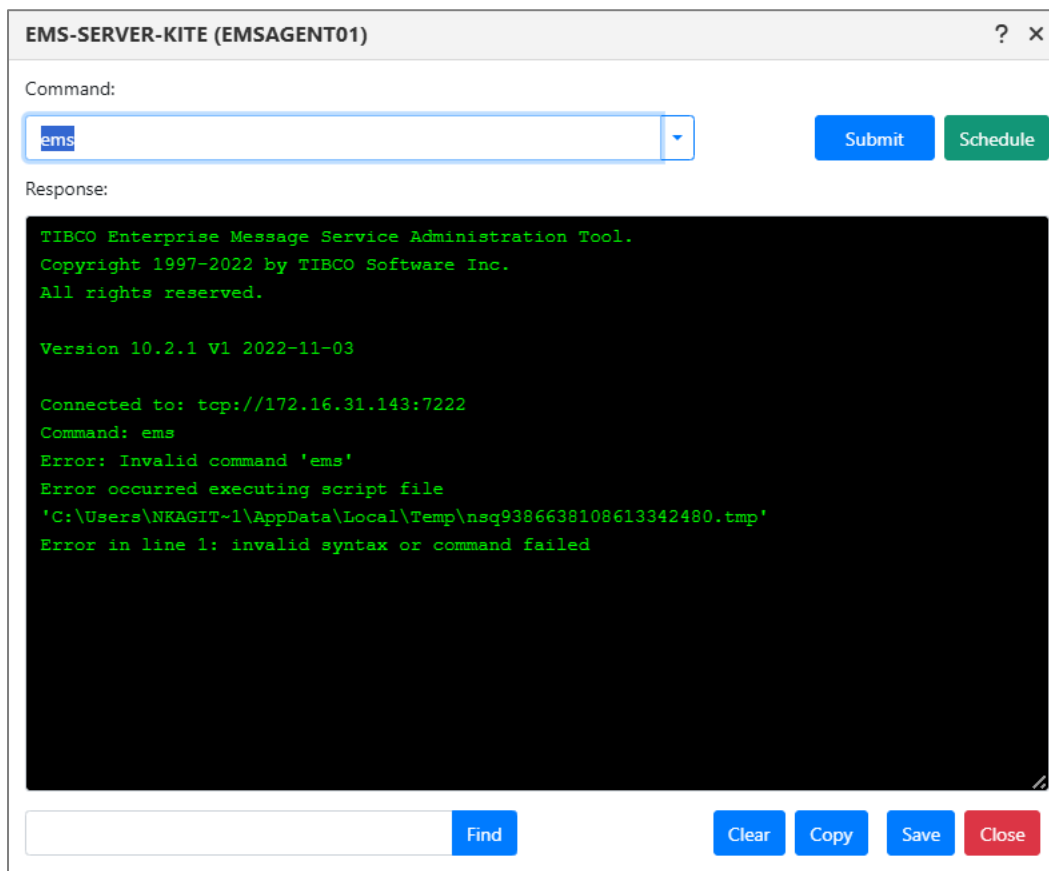 EMS-SERVER-KITE (EMSAGENT01)
? ×
Command:
ems
Submit
Schedule
Response:
TIBCO Enterprise Message Service Administration Tool.
Copyright 1997-2022 by TIBCO Software Inc.
All rights reserved.
Version 10.2.1 V1 2022-11-03
Connected to: tcp://172.16.31.143:7222
Command: ems
Error: Invalid command 'ems'
Error occurred executing script file
'C:\Users\NKAGIT~1\AppData\Local\Temp\nsq9386638108613342480.tmp'
Error in line 1: invalid syntax or command failed
Find
Clear
Copy
Save
Close